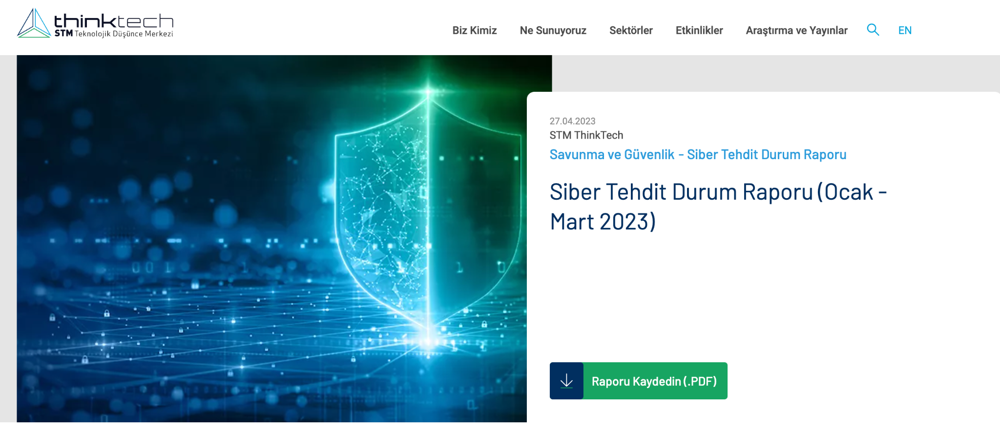 thinktech
STM Teknolojik Düşünce Merkezi
Biz Kimiz
Ne Sunuyoruz
Sektörler
Etkinlikler
Araştırma ve Yayınlar
EN
27.04.2023
STM ThinkTech
Savunma ve Güvenlik - Siber Tehdit Durum Raporu
Siber Tehdit Durum Raporu (Ocak -
Mart 2023)
Raporu Kaydedin (.PDF)